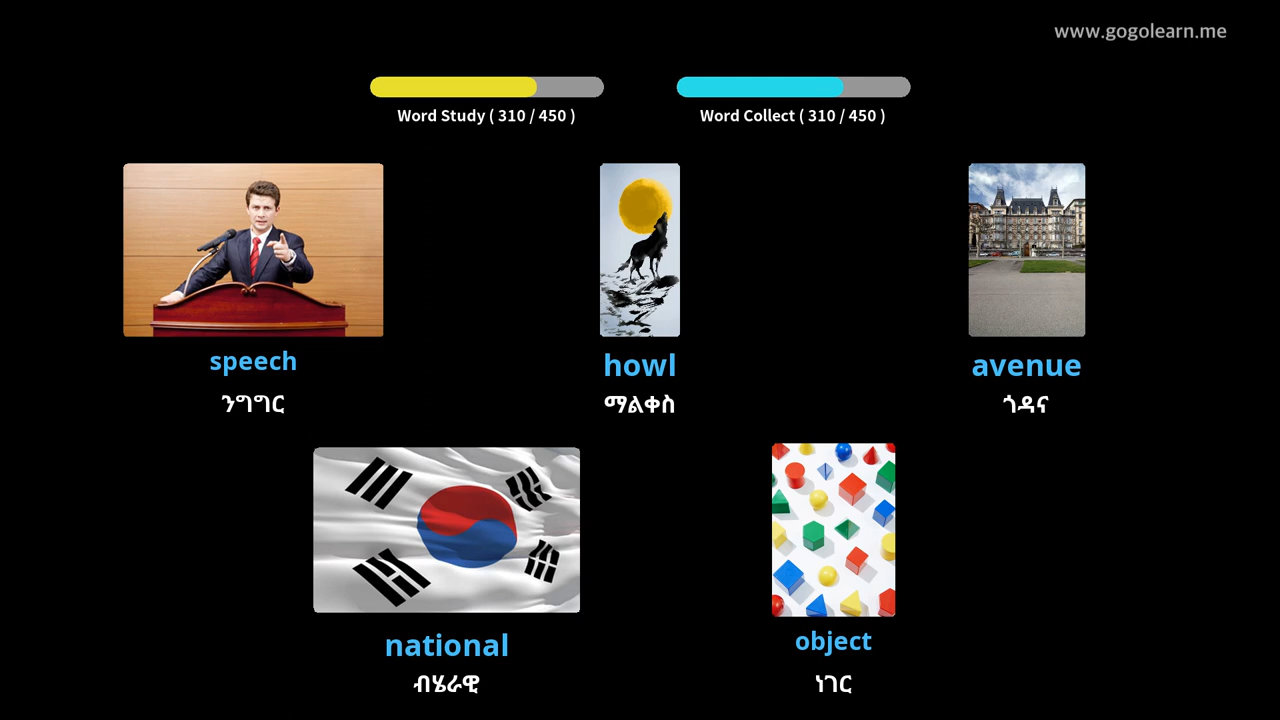 www.gogolearn.me
Word Study ( 310 / 450 )
Word Collect ( 310 / 450 )
speech
howl
avenue
ንግግር
ማልቀስ
ጎዳና
national
object
ብሄራዊ
ነገር